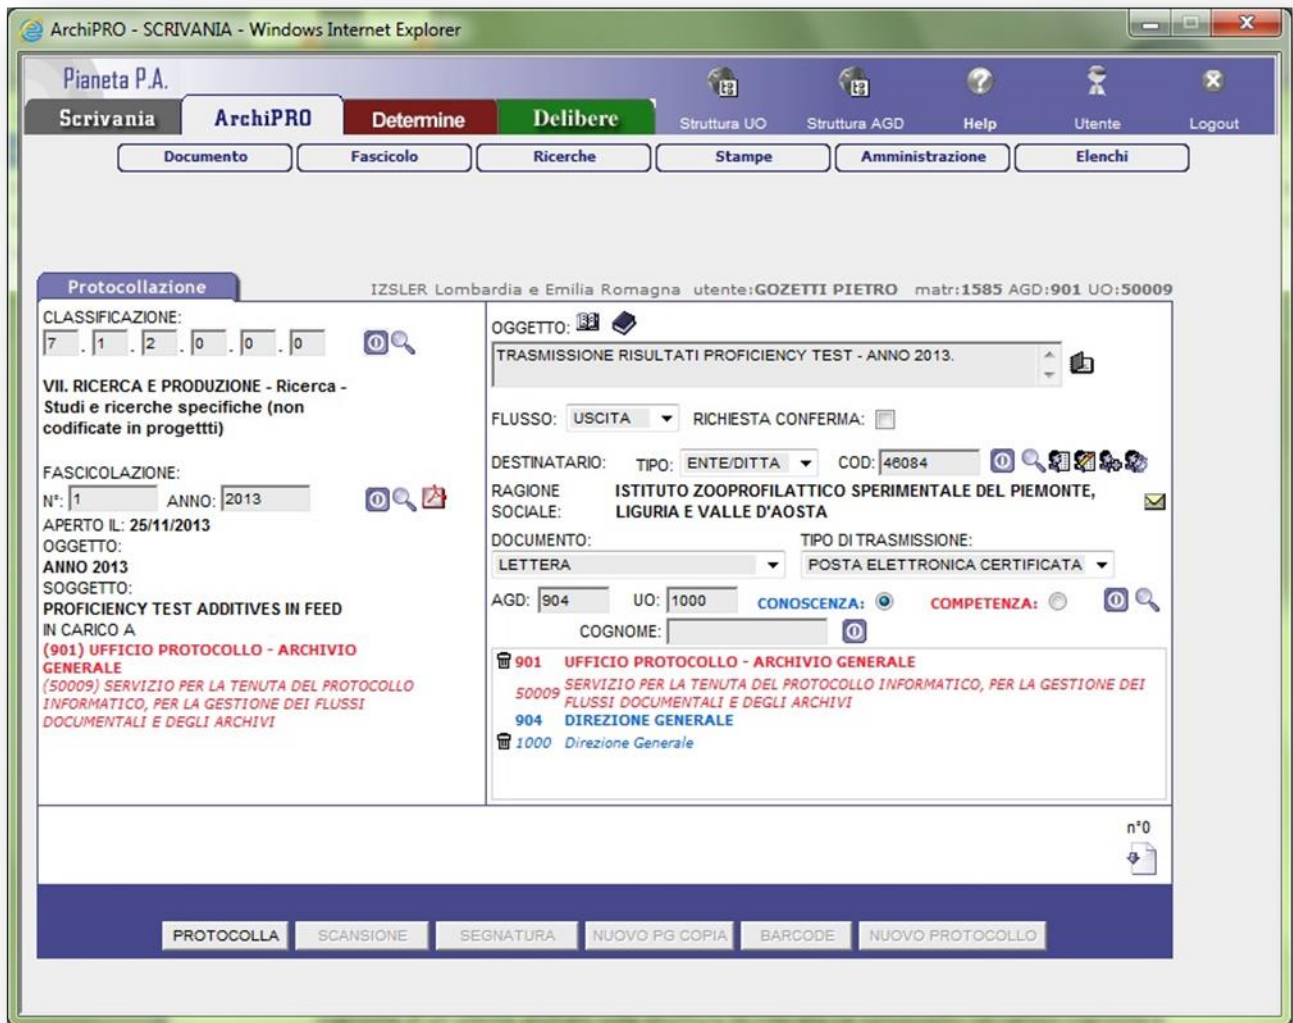 ArchiPRO - SCRIVANIA - Windows Internet Explorer
Pianeta P.A.
Scrivania ArchiPRO Determine Delibere Struttura UO Struttura AGD Help Utente Logout
Documento Fascicolo Ricerche Stampe Amministrazione Elenchi
Protocollazione IZSLER Lombardia e Emilia Romagna utente:GOZETTI PIETRO matr:1585 AGD:901 UO:50009
CLASSIFICAZIONE:
7 . 1 . 2 . 0 . 0 . 0
VII. RICERCA E PRODUZIONE - Ricerca -
Studi e ricerche specifiche (non
codificate in progettti)
FASCICOLAZIONE:
N°: 1 ANNO: 2013
APERTO IL: 25/11/2013
OGGETTO:
ANNO 2013
SOGGETTO:
PROFICIENCY TEST ADDITIVES IN FEED
IN CARICO A
(901) UFFICIO PROTOCOLLO - ARCHIVIO
GENERALE
(50009) SERVIZIO PER LA TENUTA DEL PROTOCOLLO
INFORMATICO, PER LA GESTIONE DEI FLUSSI
DOCUMENTALI E DEGLI ARCHIVI
OGGETTO:
TRASMISSIONE RISULTATI PROFICIENCY TEST - ANNO 2013.
FLUSSO: USCITA RICHIESTA CONFERMA:
DESTINATARIO: TIPO: ENTE/DITTA COD: 46084
RAGIONE ISTITUTO ZOOPROFILATTICO SPERIMENTALE DEL PIEMONTE,
SOCIALE: LIGURIA E VALLE D'AOSTA
DOCUMENTO: TIPO DI TRASMISSIONE:
LETTERA POSTA ELETTRONICA CERTIFICATA
AGD: 904 UO: 1000 CONOSCENZA: COMPETENZA:
COGNOME:
901 UFFICIO PROTOCOLLO - ARCHIVIO GENERALE
50009 SERVIZIO PER LA TENUTA DEL PROTOCOLLO INFORMATICO, PER LA GESTIONE DEI
FLUSSI DOCUMENTALI E DEGLI ARCHIVI
904 DIREZIONE GENERALE
1000 Direzione Generale
n°0
PROTOCOLLA SCANSIONE SEGNATURA NUOVO PG COPIA BARCODE NUOVO PROTOCOLLO